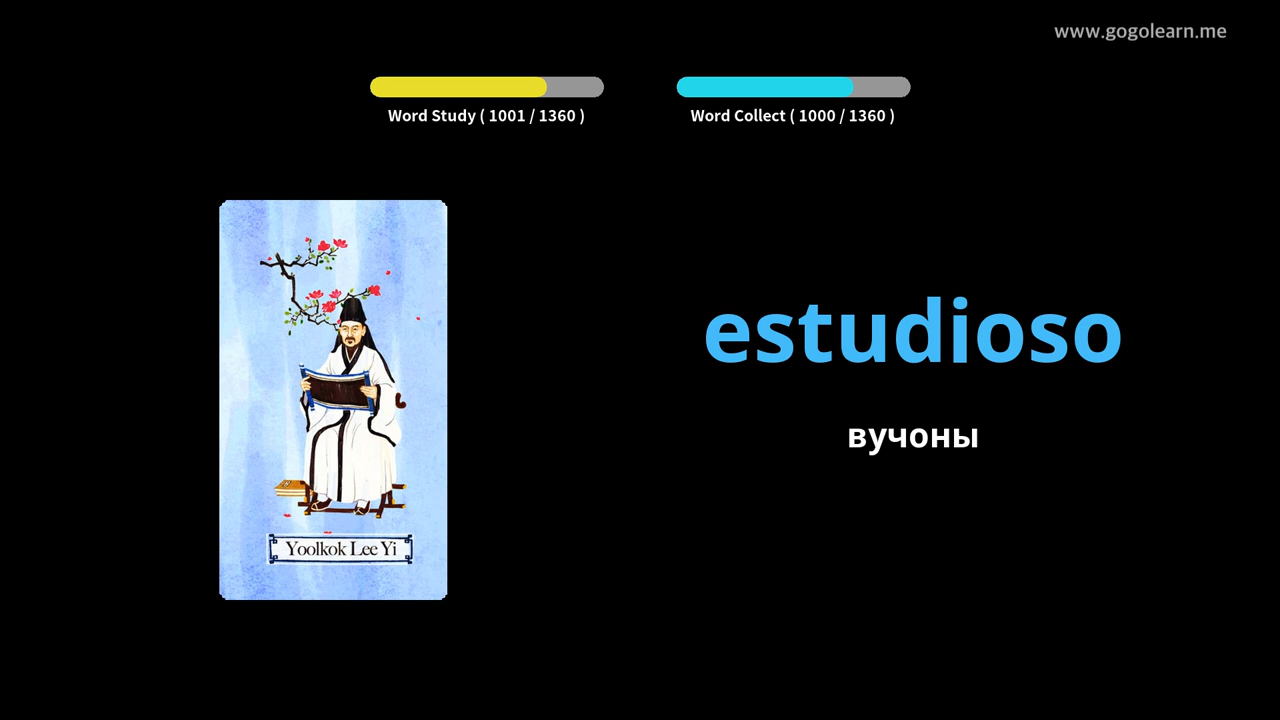 www.gogolearn.me
Word Study ( 1001 / 1360 )
Word Collect ( 1000 / 1360 )
estudioso
вучоны
Yoolkok Lee Yi